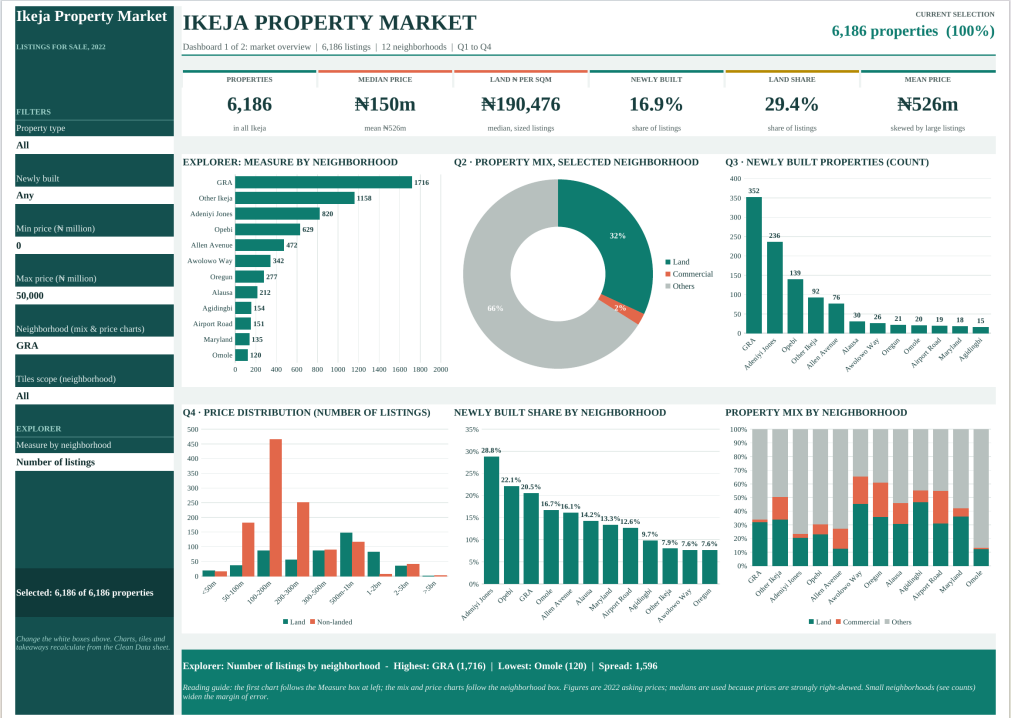 Ikeja Property Market
LISTINGS FOR SALE, 2022
FILTERS
Property type
All
Newly built
Any
Min price (₦ million)
0
Max price (₦ million)
50,000
Neighborhood (mix & price charts)
GRA
Tiles scope (neighborhood)
All
EXPLORER
Measure by neighborhood
Number of listings
Selected: 6,186 of 6,186 properties
Change the white boxes above. Charts, tiles and
takeaways recalculate from the Clean Data sheet.
IKEJA PROPERTY MARKET
Dashboard 1 of 2: market overview | 6,186 listings | 12 neighborhoods | Q1 to Q4
CURRENT SELECTION
6,186 properties (100%)
PROPERTIES
6,186
in all Ikeja
MEDIAN PRICE
₦150m
mean ₦526m
LAND ₦ PER SQM
₦190,476
median, sized listings
NEWLY BUILT
16.9%
share of listings
LAND SHARE
29.4%
share of listings
MEAN PRICE
₦526m
skewed by large listings
EXPLORER: MEASURE BY NEIGHBORHOOD
GRA 1716
Other Ikeja 1158
Adeniyi Jones 820
Opebi 629
Allen Avenue 472
Awolowo Way 342
Oregun 277
Alausa 212
Agidingbi 154
Airport Road 151
Maryland 135
Omole 120
0 200 400 600 800 1000 1200 1400 1600 1800 2000
Q2 · PROPERTY MIX, SELECTED NEIGHBORHOOD
32%
2%
66%
Land
Commercial
Others
Q3 · NEWLY BUILT PROPERTIES (COUNT)
400
350
300
250
200
150
100
50
0
352 236 139 92 76 30 26 21 20 19 18 15
GRA Adeniyi Jones Opebi Other Ikeja Allen Avenue Alausa Awolowo Way Oregun Omole Airport Road Maryland Agidingbi
Q4 · PRICE DISTRIBUTION (NUMBER OF LISTINGS)
500
450
400
350
300
250
200
150
100
50
0
<50m 50-100m 100-200m 200-300m 300-500m 500m-1bn 1-2bn 2-5bn >5bn
Land Non-landed
NEWLY BUILT SHARE BY NEIGHBORHOOD
35%
30%
25%
20%
15%
10%
5%
0%
28.8% 22.1% 20.5% 16.7% 16.1% 14.2% 13.3% 12.6% 9.7% 7.9% 7.6% 7.6%
Adeniyi Jones Opebi GRA Omole Allen Avenue Alausa Maryland Airport Road Agidingbi Other Ikeja Awolowo Way Oregun
PROPERTY MIX BY NEIGHBORHOOD
100%
90%
80%
70%
60%
50%
40%
30%
20%
10%
0%
GRA Other Ikeja Adeniyi Jones Opebi Allen Avenue Awolowo Way Oregun Alausa Agidingbi Airport Road Maryland Omole
Land Commercial Others
Explorer: Number of listings by neighborhood - Highest: GRA (1,716) | Lowest: Omole (120) | Spread: 1,596
Reading guide: the first chart follows the Measure box at left; the mix and price charts follow the neighborhood box. Figures are 2022 asking prices; medians are used because prices are strongly right-skewed. Small neighborhoods (see counts)
widen the margin of error.